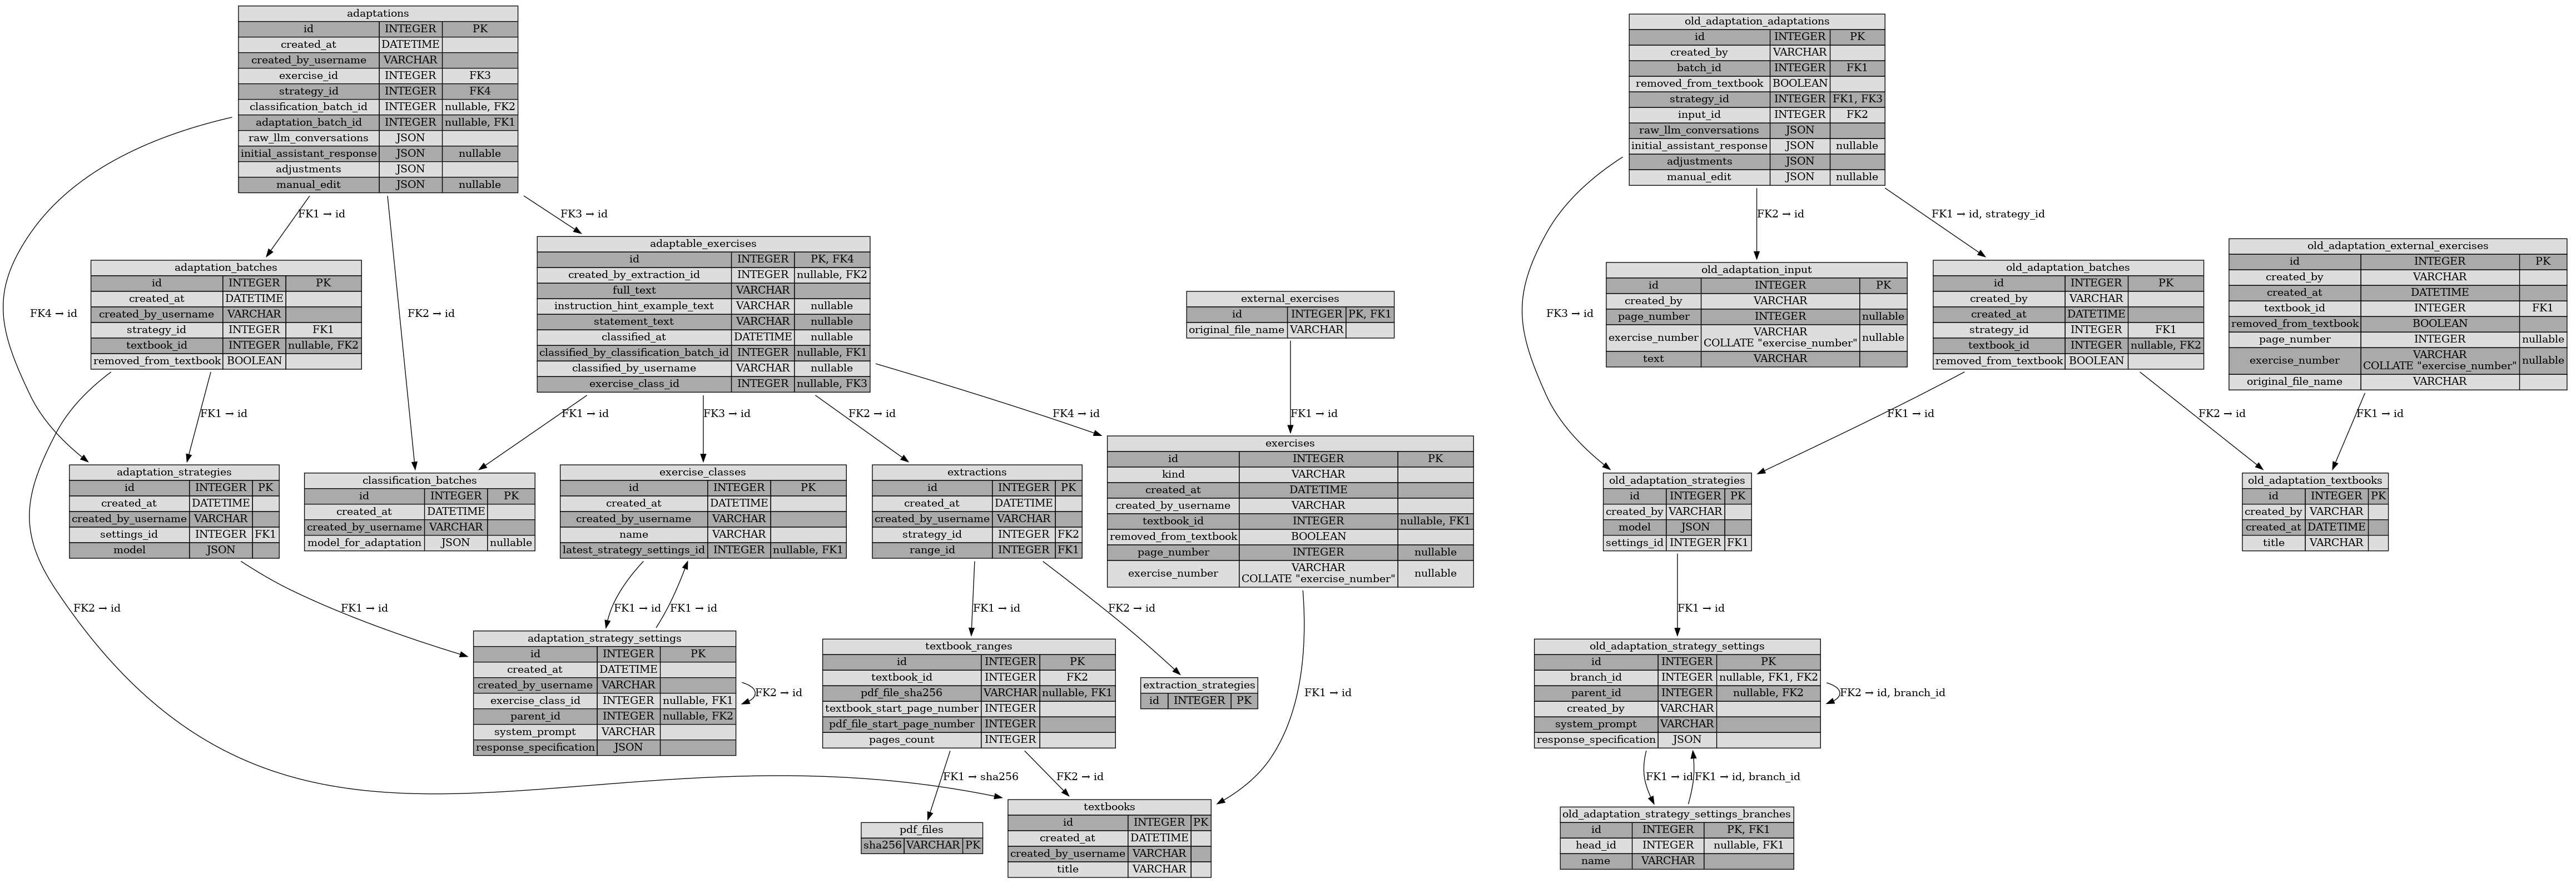 adaptations
id INTEGER PK
created_at DATETIME
created_by_username VARCHAR
exercise_id INTEGER FK3
strategy_id INTEGER FK4
classification_batch_id INTEGER nullable, FK2
adaptation_batch_id INTEGER nullable, FK1
raw_llm_conversations JSON
initial_assistant_response JSON nullable
adjustments JSON
manual_edit JSON nullable
FK1 → id
FK2 → id
FK3 → id
FK4 → id
adaptation_batches
id INTEGER PK
created_at DATETIME
created_by_username VARCHAR
strategy_id INTEGER FK1
textbook_id INTEGER nullable, FK2
removed_from_textbook BOOLEAN
FK1 → id
FK2 → id
adaptable_exercises
id INTEGER PK, FK4
created_by_extraction_id INTEGER nullable, FK2
full_text VARCHAR
instruction_hint_example_text VARCHAR nullable
statement_text VARCHAR nullable
classified_at DATETIME nullable
classified_by_classification_batch_id INTEGER nullable, FK1
classified_by_username VARCHAR nullable
exercise_class_id INTEGER nullable, FK3
FK1 → id
FK3 → id
FK2 → id
FK4 → id
external_exercises
id INTEGER PK, FK1
original_file_name VARCHAR
FK1 → id
adaptation_strategies
id INTEGER PK
created_at DATETIME
created_by_username VARCHAR
settings_id INTEGER FK1
model JSON
FK1 → id
classification_batches
id INTEGER PK
created_at DATETIME
created_by_username VARCHAR
model_for_adaptation JSON nullable
exercise_classes
id INTEGER PK
created_at DATETIME
created_by_username VARCHAR
name VARCHAR
latest_strategy_settings_id INTEGER nullable, FK1
FK1 → id
FK1 → id
extractions
id INTEGER PK
created_at DATETIME
created_by_username VARCHAR
strategy_id INTEGER FK2
range_id INTEGER FK1
FK1 → id
FK2 → id
exercises
id INTEGER PK
kind VARCHAR
created_at DATETIME
created_by_username VARCHAR
textbook_id INTEGER nullable, FK1
removed_from_textbook BOOLEAN
page_number INTEGER nullable
exercise_number VARCHAR
COLLATE "exercise_number" nullable
FK1 → id
adaptation_strategy_settings
id INTEGER PK
created_at DATETIME
created_by_username VARCHAR
exercise_class_id INTEGER nullable, FK1
parent_id INTEGER nullable, FK2
system_prompt VARCHAR
response_specification JSON
FK2 → id
textbook_ranges
id INTEGER PK
textbook_id INTEGER FK2
pdf_file_sha256 VARCHAR nullable, FK1
textbook_start_page_number INTEGER
pdf_file_start_page_number INTEGER
pages_count INTEGER
FK1 → sha256
FK2 → id
extraction_strategies
id INTEGER PK
pdf_files
sha256 VARCHAR PK
textbooks
id INTEGER PK
created_at DATETIME
created_by_username VARCHAR
title VARCHAR
old_adaptation_adaptations
id INTEGER PK
created_by VARCHAR
batch_id INTEGER FK1
removed_from_textbook BOOLEAN
strategy_id INTEGER FK1, FK3
input_id INTEGER FK2
raw_llm_conversations JSON
initial_assistant_response JSON nullable
adjustments JSON
manual_edit JSON nullable
FK2 → id
FK1 → id, strategy_id
FK3 → id
old_adaptation_input
id INTEGER PK
created_by VARCHAR
page_number INTEGER nullable
exercise_number VARCHAR
COLLATE "exercise_number" nullable
text VARCHAR
old_adaptation_batches
id INTEGER PK
created_by VARCHAR
created_at DATETIME
strategy_id INTEGER FK1
textbook_id INTEGER nullable, FK2
removed_from_textbook BOOLEAN
FK1 → id
FK2 → id
old_adaptation_external_exercises
id INTEGER PK
created_by VARCHAR
created_at DATETIME
textbook_id INTEGER FK1
removed_from_textbook BOOLEAN
page_number INTEGER nullable
exercise_number VARCHAR
COLLATE "exercise_number" nullable
original_file_name VARCHAR
FK1 → id
old_adaptation_strategies
id INTEGER PK
created_by VARCHAR
model JSON
settings_id INTEGER FK1
FK1 → id
old_adaptation_textbooks
id INTEGER PK
created_by VARCHAR
created_at DATETIME
title VARCHAR
old_adaptation_strategy_settings
id INTEGER PK
branch_id INTEGER nullable, FK1, FK2
parent_id INTEGER nullable, FK2
created_by VARCHAR
system_prompt VARCHAR
response_specification JSON
FK2 → id, branch_id
FK1 → id
FK1 → id, branch_id
old_adaptation_strategy_settings_branches
id INTEGER PK, FK1
head_id INTEGER nullable, FK1
name VARCHAR